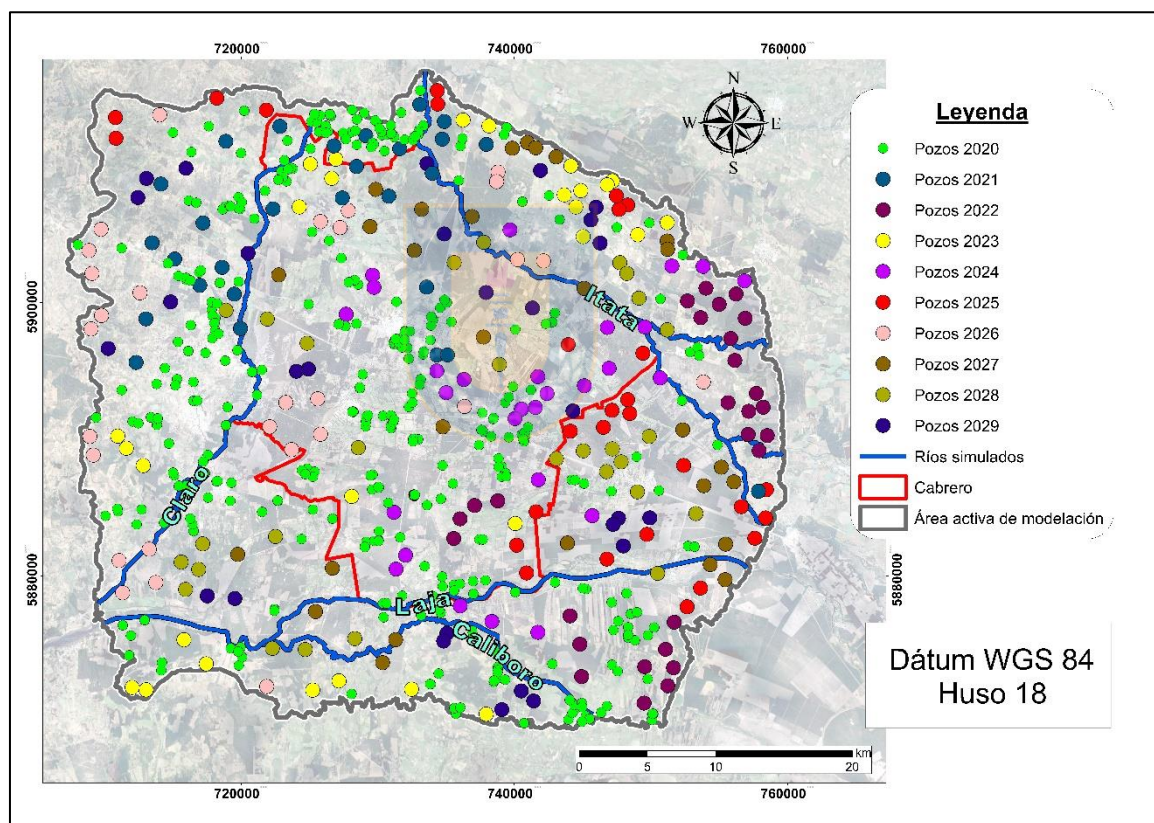 720000
740000
760000
N
W
E
S
Leyenda
Pozos 2020
Pozos 2021
Pozos 2022
Pozos 2023
Pozos 2024
Pozos 2025
Pozos 2026
Pozos 2027
Pozos 2028
Pozos 2029
Ríos simulados
Cabrero
Área activa de modelación
5900000
5900000
Itata
Claro
5880000
5880000
Laja
Caliboro
Dátum WGS 84
Huso 18
km
0
5
10
20
720000
740000
760000